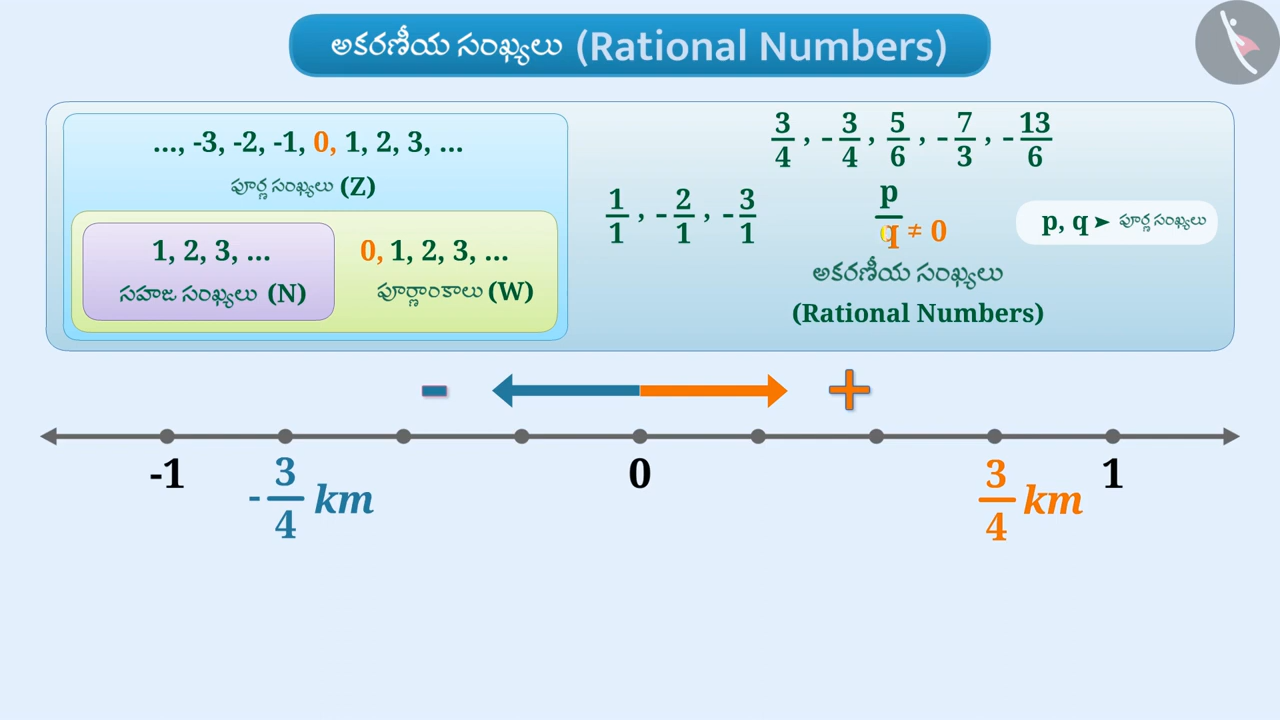 అకరణీయ సంఖ్యలు (Rational Numbers)
..., -3, -2, -1, 0, 1, 2, 3, ...
పూర్ణ సంఖ్యలు (Z)
1, 2, 3, ...
సహజ సంఖ్యలు (N)
0, 1, 2, 3, ...
పూర్ణాంకాలు (W)
3/4 , -3/4 , 5/6 , -7/3 , -13/6
1/1 , -2/1 , -3/1
p/q ≠ 0
p, q ➤ పూర్ణ సంఖ్యలు
అకరణీయ సంఖ్యలు
(Rational Numbers)
- +
-1 -3/4 km 0 3/4 km 1